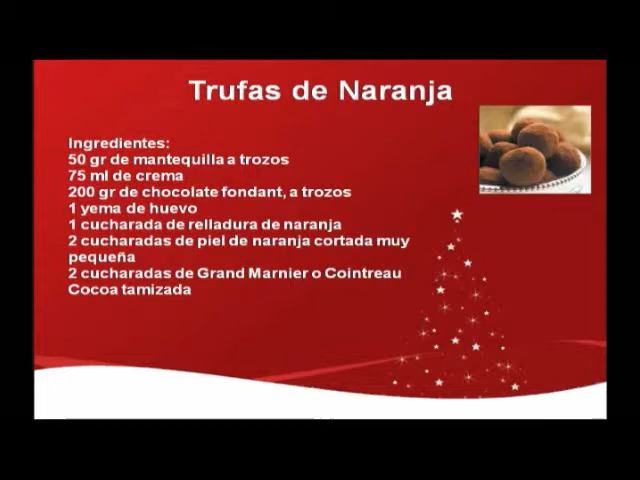 Trufas de Naranja
Ingredientes:
50 gr de mantequilla a trozos
75 ml de crema
200 gr de chocolate fondant, a trozos
1 yema de huevo
1 cucharada de relladura de naranja
2 cucharadas de piel de naranja cortada muy
pequeña
2 cucharadas de Grand Marnier o Cointreau
Cocoa tamizada